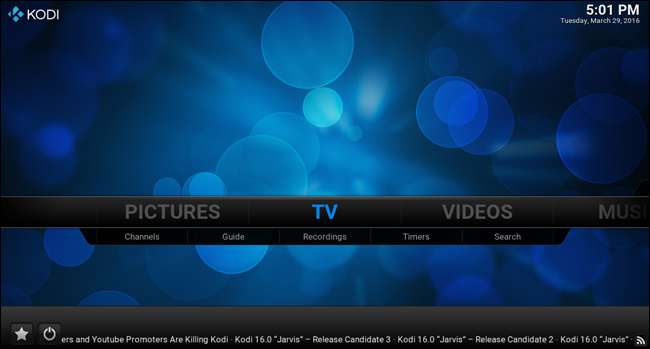 KODI
5:01 PM
Tuesday, March 29, 2016
PICTURES TV VIDEOS MUSI
Channels Guide Recordings Timers Search
ers and Youtube Promoters Are Killing Kodi · Kodi 16.0 "Jarvis" – Release Candidate 3 · Kodi 16.0 "Jarvis" – Release Candidate 2 · Kodi 16.0 "Jarvis" ·